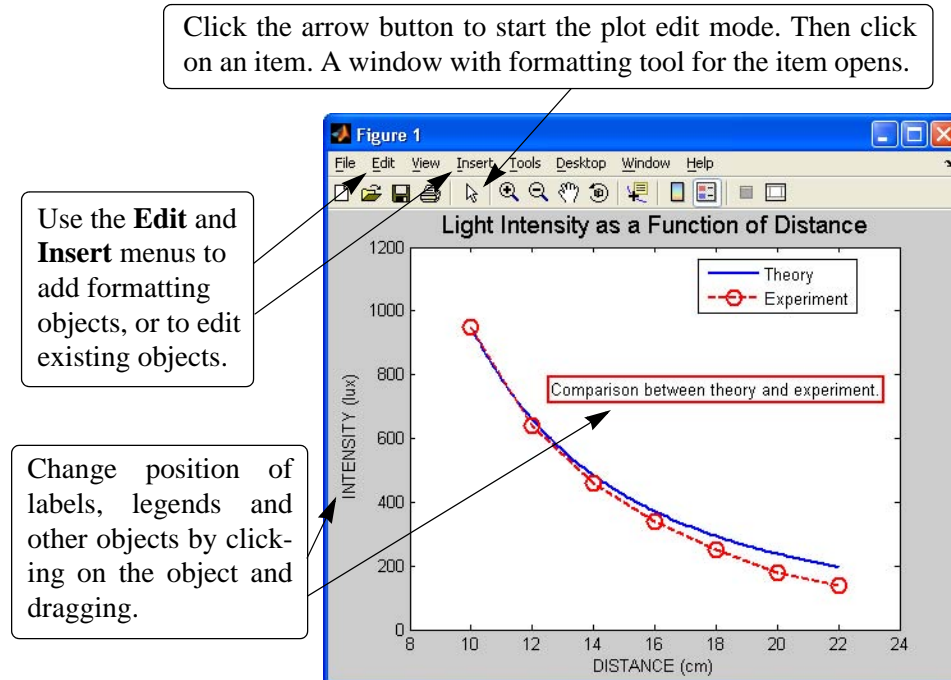 Click the arrow button to start the plot edit mode. Then click
on an item. A window with formatting tool for the item opens.
Figure 1
File Edit View Insert Tools Desktop Window Help
Use the Edit and
Insert menus to
add formatting
objects, or to edit
existing objects.
Change position of
labels, legends and
other objects by click-
ing on the object and
dragging.
Light Intensity as a Function of Distance
Theory
Experiment
Comparison between theory and experiment.
INTENSITY (lux)
1200
1000
800
600
400
200
0
8 10 12 14 16 18 20 22 24
DISTANCE (cm)